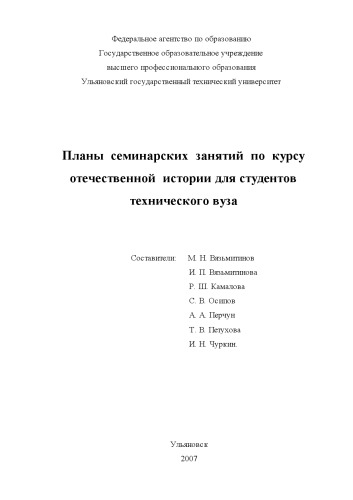 Федеральное агентство по образованию
Государственное образовательное учреждение
высшего профессионального образования
Ульяновский государственный технический университет
Планы семинарских занятий по курсу
отечественной истории для студентов
технического вуза
Составители: М. Н. Вязьмитинов
И. П. Вязьмитинова
Р. Ш. Камалова
С. В. Осипов
А. А. Перчун
Т. В. Петухова
И. Н. Чуркин.
Ульяновск
2007